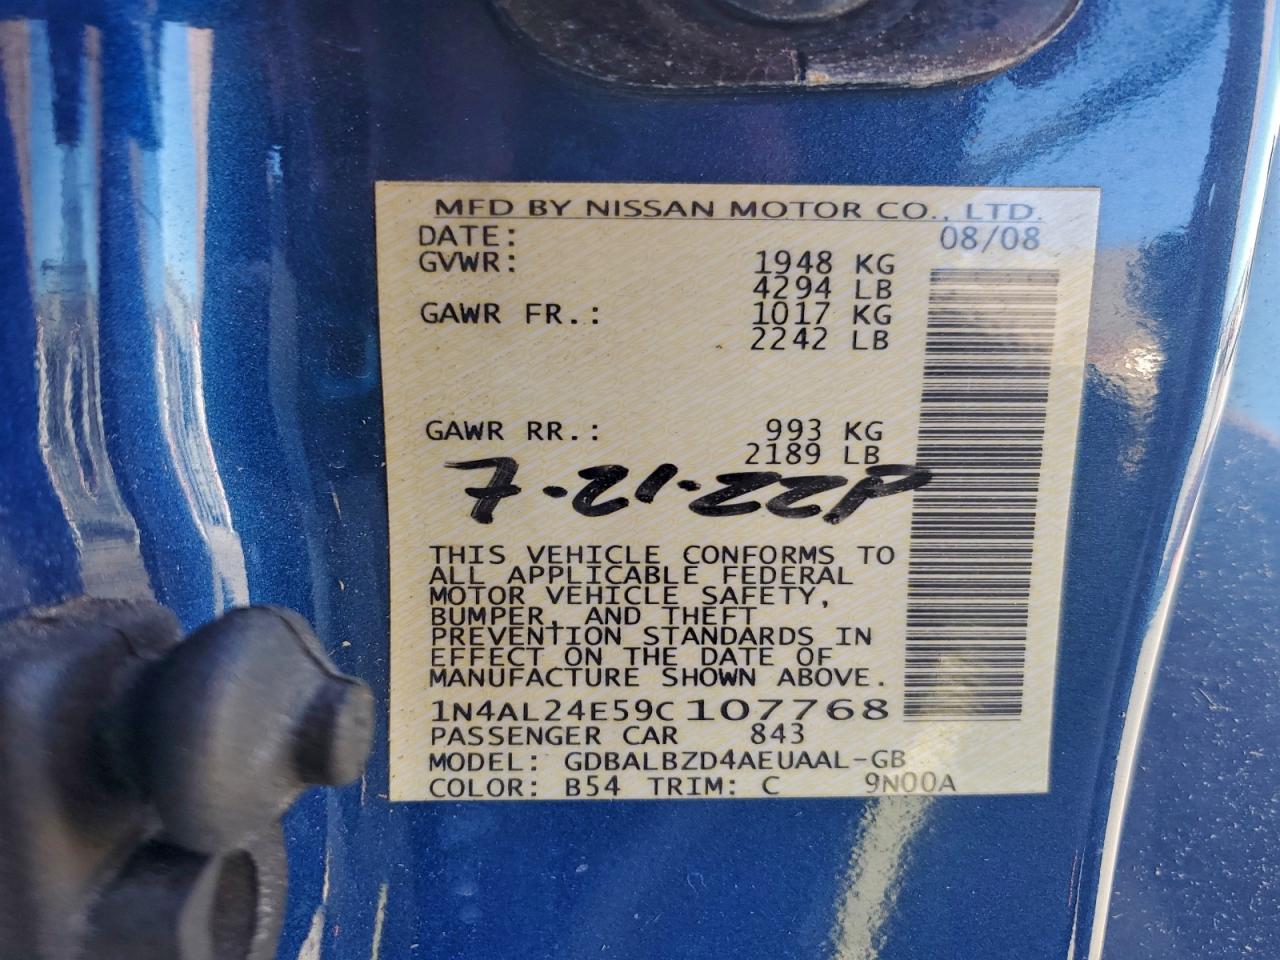 MFD BY NISSAN MOTOR CO., LTD.
DATE: 08/08
GVWR: 1948 KG
4294 LB
GAWR FR.: 1017 KG
2242 LB
GAWR RR.: 993 KG
2189 LB
7-21-22P
THIS VEHICLE CONFORMS TO
ALL APPLICABLE FEDERAL
MOTOR VEHICLE SAFETY,
BUMPER, AND THEFT
PREVENTION STANDARDS IN
EFFECT ON THE DATE OF
MANUFACTURE SHOWN ABOVE.
1N4AL24E59C107768
PASSENGER CAR 843
MODEL: GDBALBZD4AEUAAL-GB
COLOR: B54 TRIM: C 9N00A